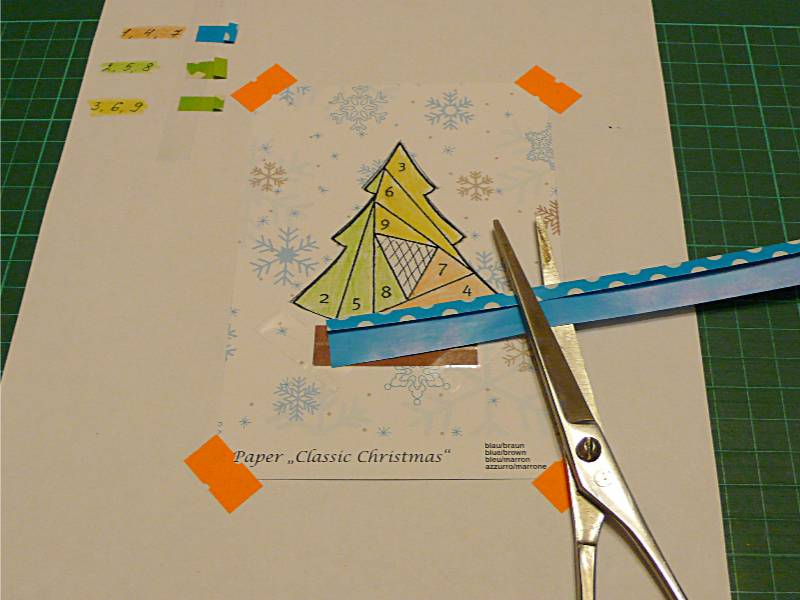 1, 4, 7
2, 5, 8
3, 6, 9
3
6
9
7
2 5 8 4
Paper „Classic Christmas“
blau/braun
blue/brown
bleu/marron
azzurro/marrone